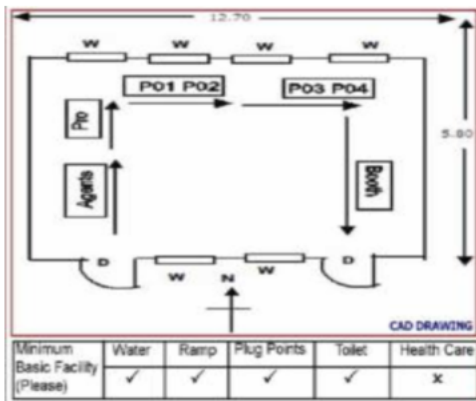 12.70
W W W W
P01 P02 P03 P04
Pro
5.80
Agents
Booth
D W W D
N
CAD DRAWING
Minimum Basic Facility (Please) Water Ramp Plug Points Toilet Health Care
✓ ✓ ✓ ✓ x